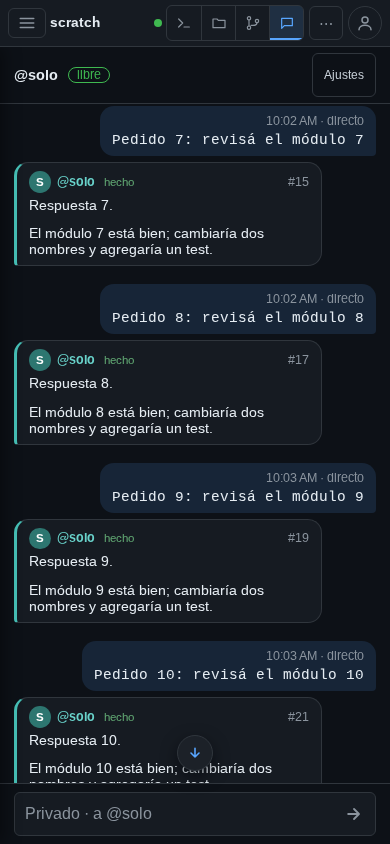 scratch
@solo libre
Ajustes
10:02 AM · directo
Pedido 7: revisá el módulo 7
S @solo hecho #15
Respuesta 7.
El módulo 7 está bien; cambiaría dos
nombres y agregaría un test.
10:02 AM · directo
Pedido 8: revisá el módulo 8
S @solo hecho #17
Respuesta 8.
El módulo 8 está bien; cambiaría dos
nombres y agregaría un test.
10:03 AM · directo
Pedido 9: revisá el módulo 9
S @solo hecho #19
Respuesta 9.
El módulo 9 está bien; cambiaría dos
nombres y agregaría un test.
10:03 AM · directo
Pedido 10: revisá el módulo 10
S @solo hecho #21
Respuesta 10.
El módulo 10 está bien; cambiaría dos
nombres y agregaría un test.
Privado · a @solo